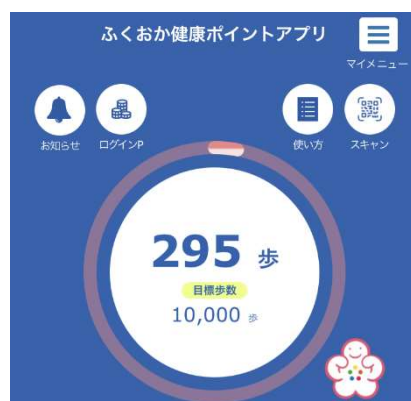 ふくおか健康ポイントアプリ
マイメニュー
お知らせ
ログインP
使い方
スキャン
295 歩
目標歩数
10,000 歩